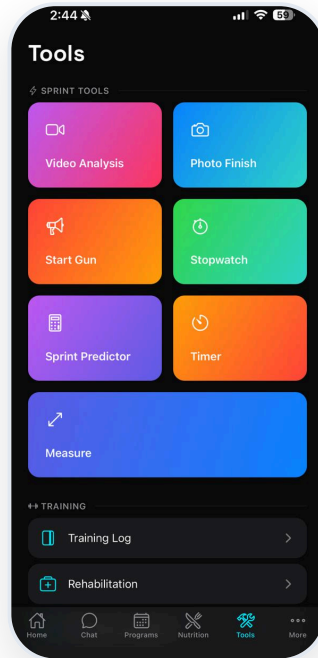 2:44
59
Tools
SPRINT TOOLS
Video Analysis
Photo Finish
Start Gun
Stopwatch
Sprint Predictor
Timer
Measure
TRAINING
Training Log
Rehabilitation
Home
Chat
Programs
Nutrition
Tools
More